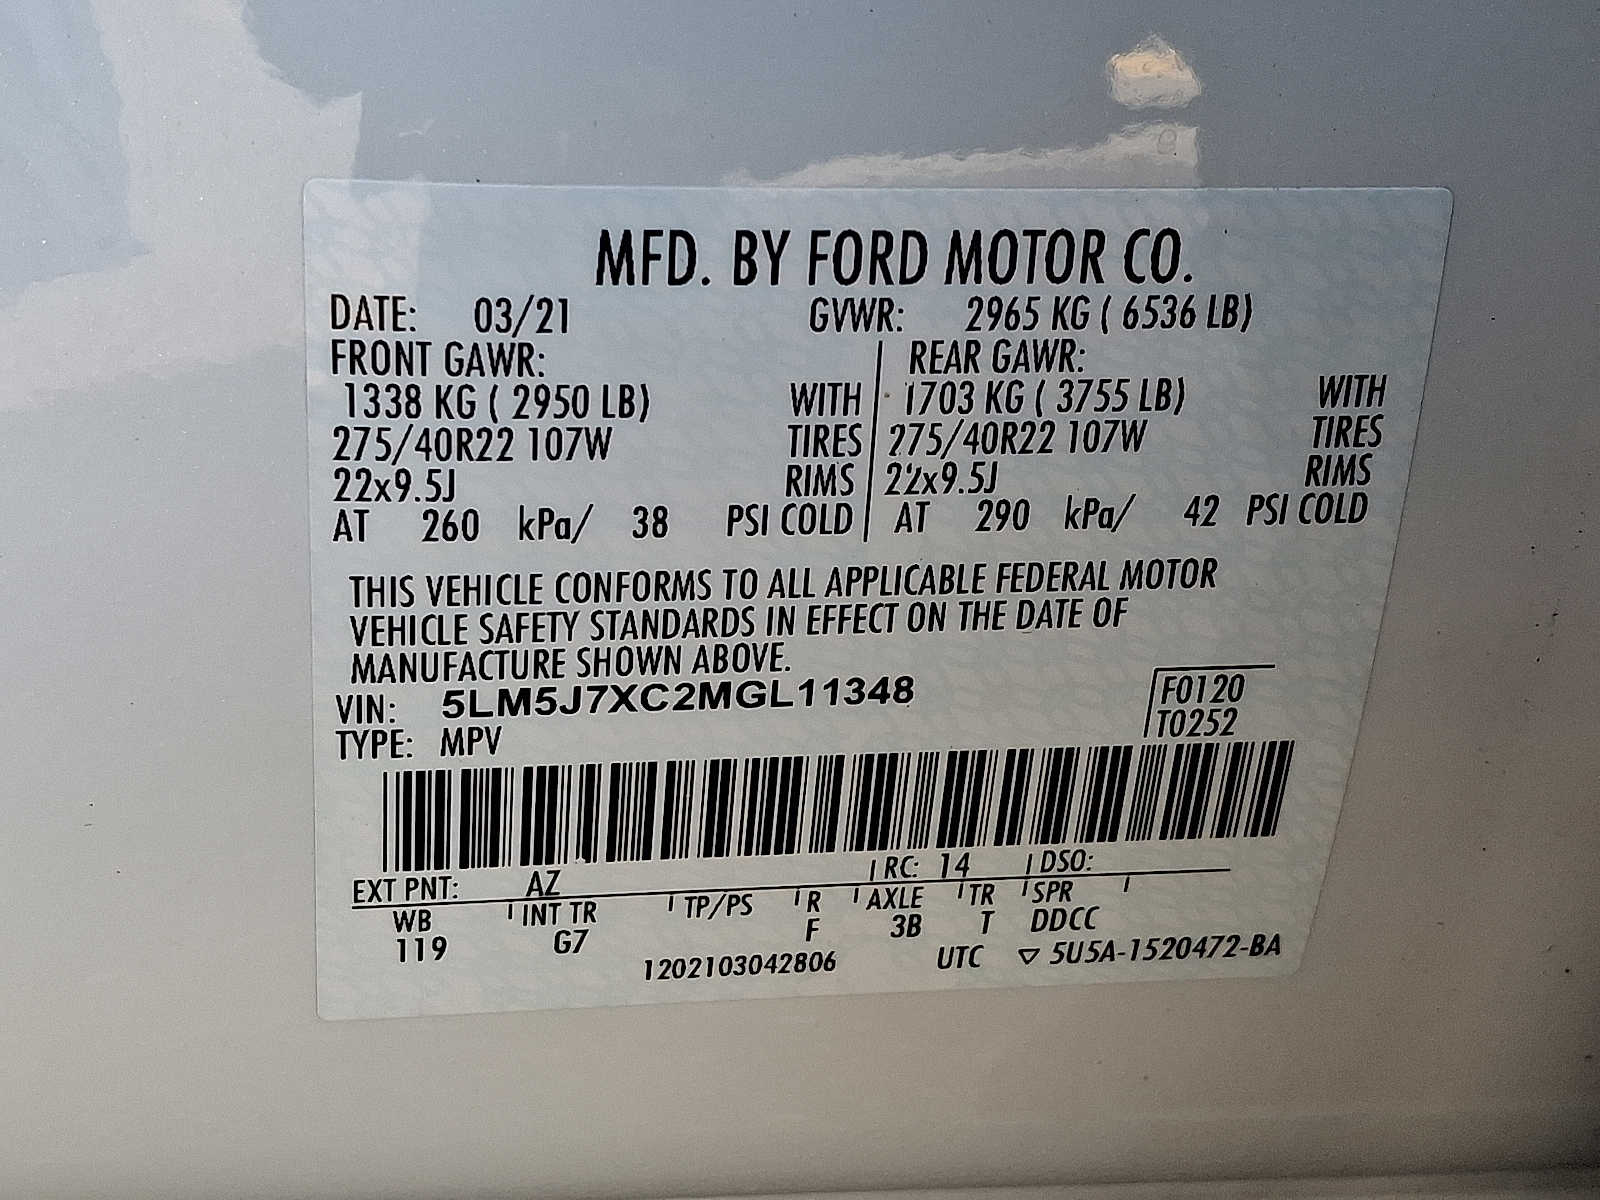 MFD. BY FORD MOTOR CO.
DATE: 03/21 GVWR: 2965 KG ( 6536 LB)
FRONT GAWR: REAR GAWR:
1338 KG ( 2950 LB) WITH 1703 KG ( 3755 LB) WITH
275/40R22 107W TIRES 275/40R22 107W TIRES
22x9.5J RIMS 22x9.5J RIMS
AT 260 kPa/ 38 PSI COLD AT 290 kPa/ 42 PSI COLD
THIS VEHICLE CONFORMS TO ALL APPLICABLE FEDERAL MOTOR
VEHICLE SAFETY STANDARDS IN EFFECT ON THE DATE OF
MANUFACTURE SHOWN ABOVE.
VIN: 5LM5J7XC2MGL11348 F0120
TYPE: MPV T0252
EXT PNT: AZ RC: 14 DSO:
WB INT TR TP/PS R AXLE TR SPR
119 G7 F 3B T DDCC
1202103042806 UTC ▽ 5U5A-1520472-BA